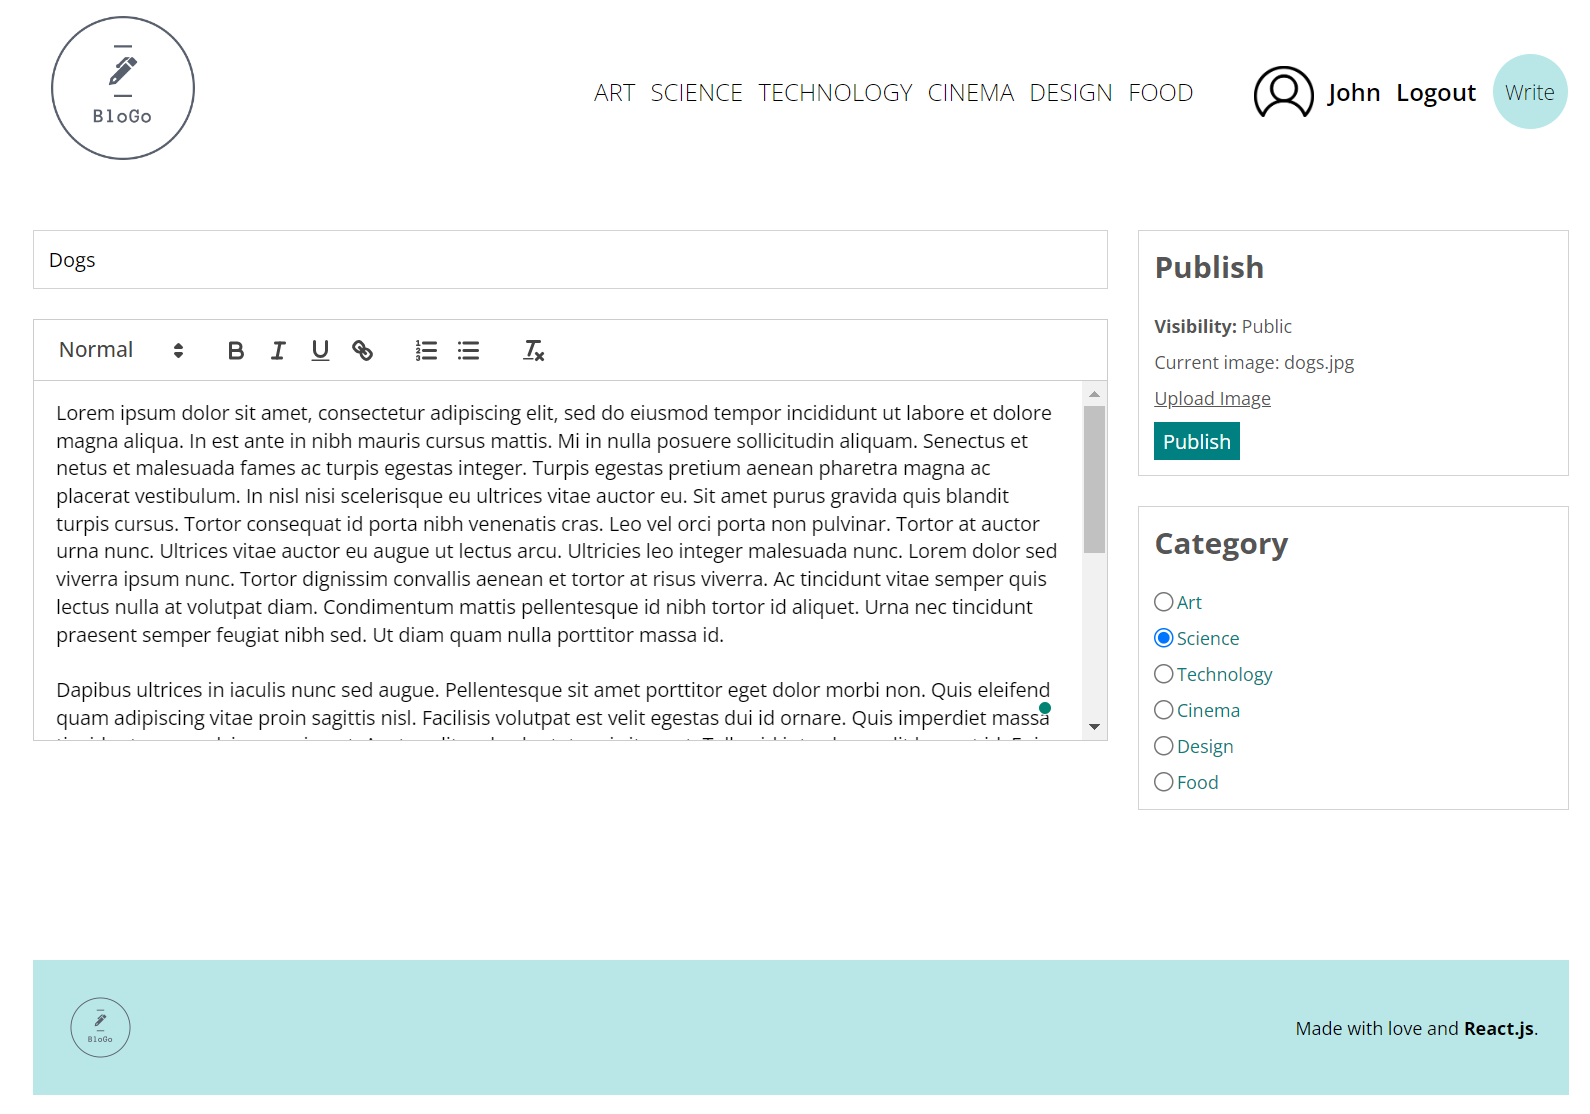 BloGo
ART SCIENCE TECHNOLOGY CINEMA DESIGN FOOD
John Logout Write
Dogs
Normal
Lorem ipsum dolor sit amet, consectetur adipiscing elit, sed do eiusmod tempor incididunt ut labore et dolore
magna aliqua. In est ante in nibh mauris cursus mattis. Mi in nulla posuere sollicitudin aliquam. Senectus et
netus et malesuada fames ac turpis egestas integer. Turpis egestas pretium aenean pharetra magna ac
placerat vestibulum. In nisl nisi scelerisque eu ultrices vitae auctor eu. Sit amet purus gravida quis blandit
turpis cursus. Tortor consequat id porta nibh venenatis cras. Leo vel orci porta non pulvinar. Tortor at auctor
urna nunc. Ultrices vitae auctor eu augue ut lectus arcu. Ultricies leo integer malesuada nunc. Lorem dolor sed
viverra ipsum nunc. Tortor dignissim convallis aenean et tortor at risus viverra. Ac tincidunt vitae semper quis
lectus nulla at volutpat diam. Condimentum mattis pellentesque id nibh tortor id aliquet. Urna nec tincidunt
praesent semper feugiat nibh sed. Ut diam quam nulla porttitor massa id.
Dapibus ultrices in iaculis nunc sed augue. Pellentesque sit amet porttitor eget dolor morbi non. Quis eleifend
quam adipiscing vitae proin sagittis nisl. Facilisis volutpat est velit egestas dui id ornare. Quis imperdiet massa
Publish
Visibility: Public
Current image: dogs.jpg
Upload Image
Publish
Category
Art
Science
Technology
Cinema
Design
Food
BloGo
Made with love and React.js.